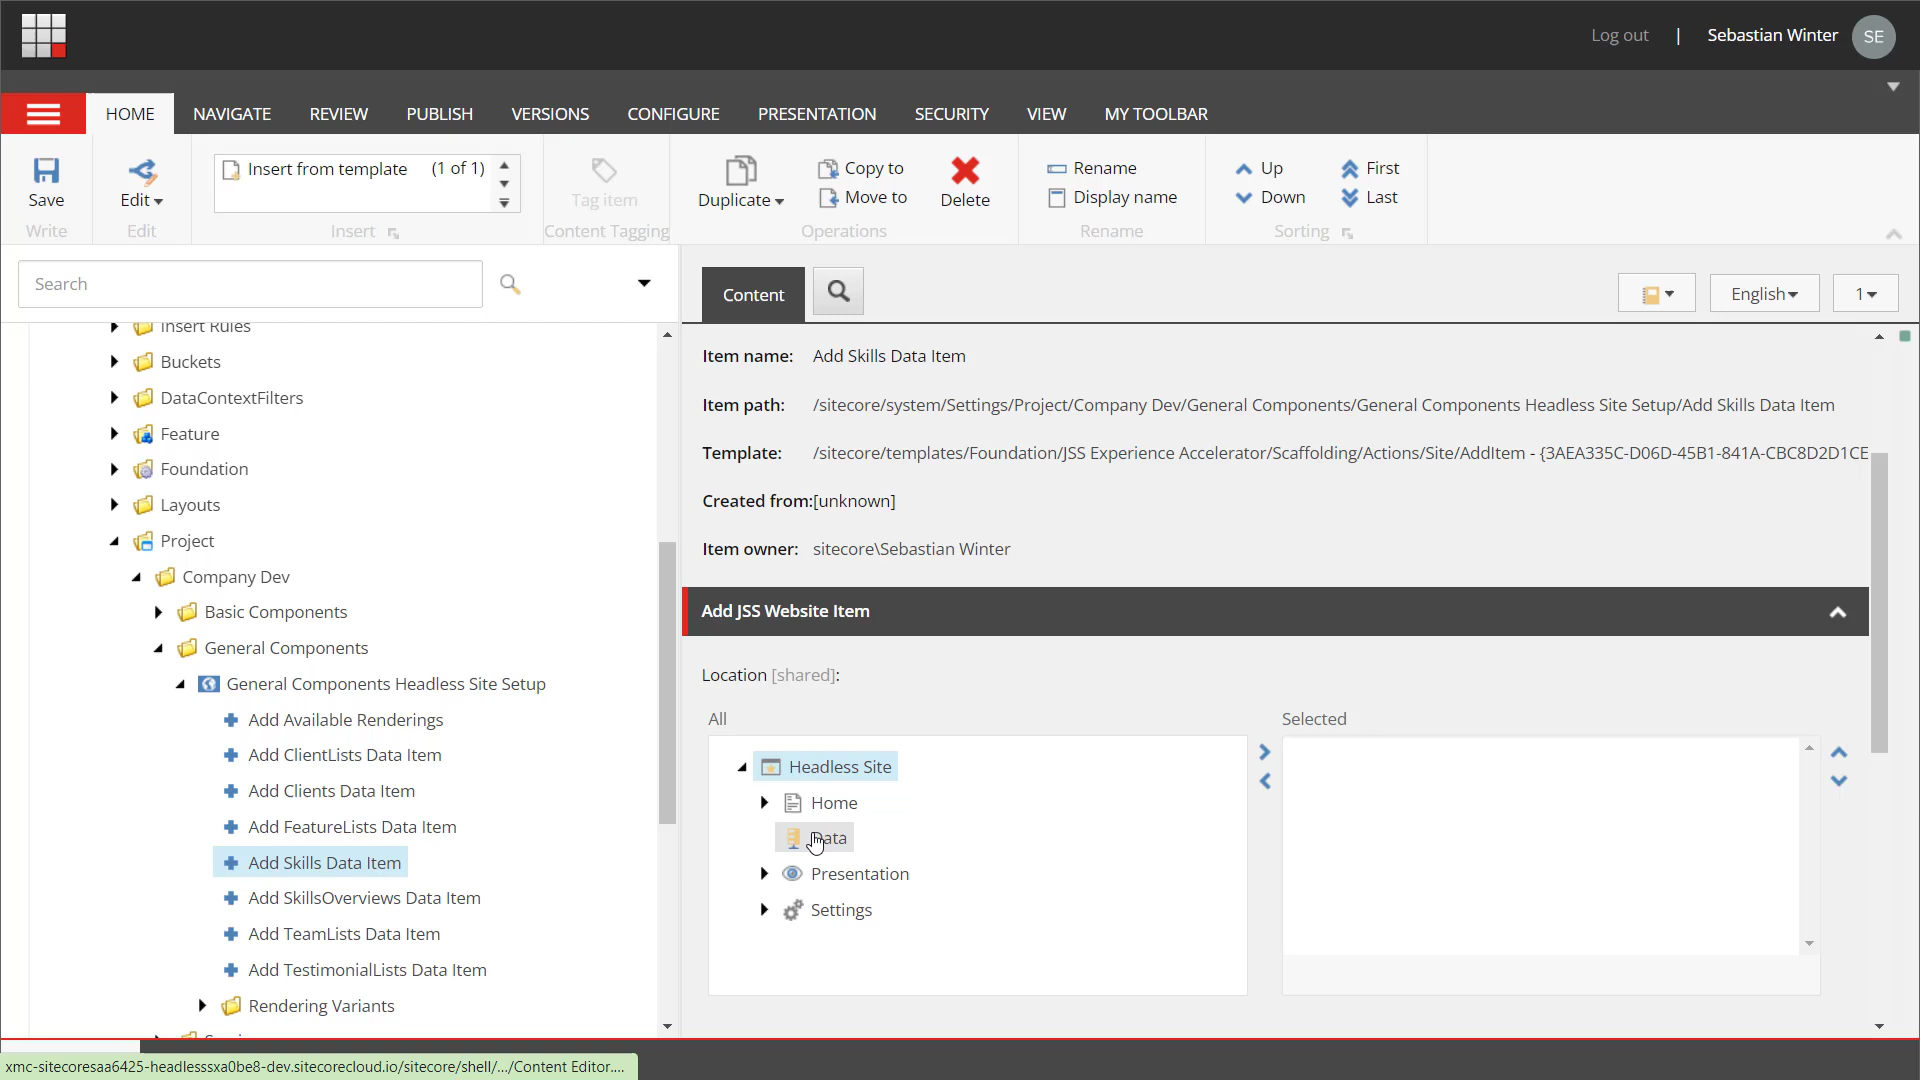 Log out | Sebastian Winter SE
HOME NAVIGATE REVIEW PUBLISH VERSIONS CONFIGURE PRESENTATION SECURITY VIEW MY TOOLBAR
Save
Write
Edit
Edit
Insert from template (1 of 1)
Insert
Tag item
Content Tagging
Duplicate
Copy to
Move to
Delete
Operations
Rename
Display name
Rename
Up
Down
First
Last
Sorting
Search
Insert Rules
Buckets
DataContextFilters
Feature
Foundation
Layouts
Project
Company Dev
Basic Components
General Components
General Components Headless Site Setup
Add Available Renderings
Add ClientLists Data Item
Add Clients Data Item
Add FeatureLists Data Item
Add Skills Data Item
Add SkillsOverviews Data Item
Add TeamLists Data Item
Add TestimonialLists Data Item
Rendering Variants
Content
English
1
Item name: Add Skills Data Item
Item path: /sitecore/system/Settings/Project/Company Dev/General Components/General Components Headless Site Setup/Add Skills Data Item
Template: /sitecore/templates/Foundation/JSS Experience Accelerator/Scaffolding/Actions/Site/AddItem - {3AEA335C-D06D-45B1-841A-CBC8D2D1CE
Created from:[unknown]
Item owner: sitecore\Sebastian Winter
Add JSS Website Item
Location [shared]:
All
Selected
Headless Site
Home
Data
Presentation
Settings
xmc-sitecoresaa6425-headlesssxa0be8-dev.sitecorecloud.io/sitecore/shell/.../Content Editor....